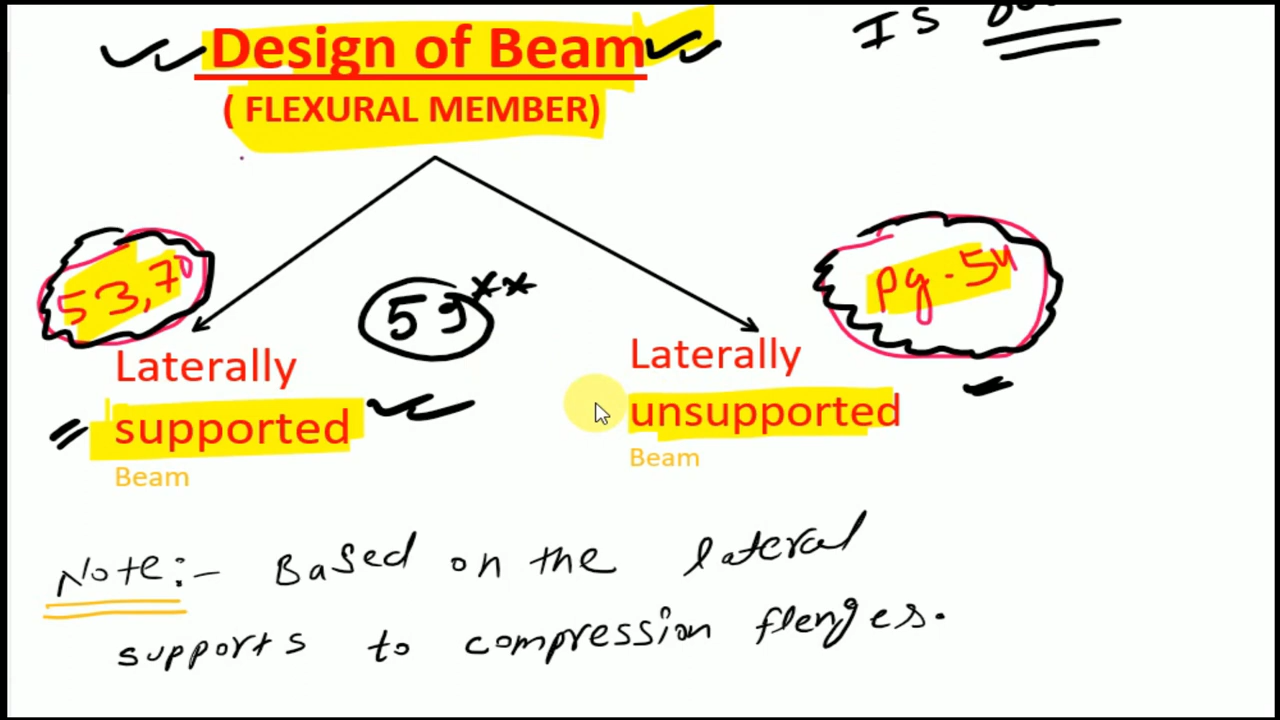 IS
Design of Beam
( FLEXURAL MEMBER)
53,70
59**
pg-54
Laterally
supported
Beam
Laterally
unsupported
Beam
Note:- Based on the lateral
supports to compression flenges.